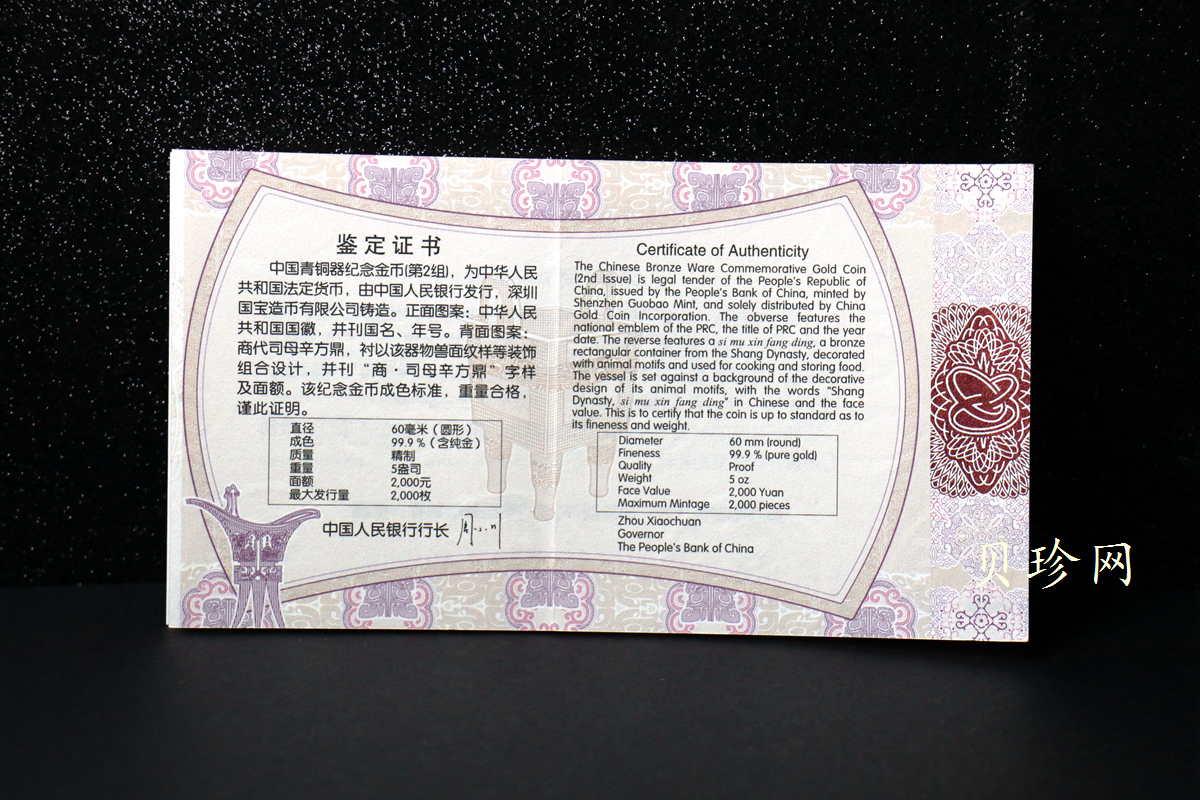 鉴定证书
中国青铜器纪念金币(第2组)，为中华人民
共和国法定货币，由中国人民银行发行，深圳
国宝造币有限公司铸造。正面图案：中华人民
共和国国徽，并刊国名、年号。背面图案：
商代司母辛方鼎，衬以该器物兽面纹样等装饰
组合设计，并刊“商·司母辛方鼎”字样
及面额。该纪念金币成色标准，重量合格，
谨此证明。
直径 60毫米（圆形）
成色 99.9％（含纯金）
质量 精制
重量 5盎司
面额 2,000元
最大发行量 2,000枚
中国人民银行行长
Certificate of Authenticity
The Chinese Bronze Ware Commemorative Gold Coin
(2nd Issue) is legal tender of the People's Republic of
China, issued by the People's Bank of China, minted by
Shenzhen Guobao Mint, and solely distributed by China
Gold Coin Incorporation. The obverse features the
national emblem of the PRC, the title of PRC and the year
date. The reverse features a si mu xin fang ding, a bronze
rectangular container from the Shang Dynasty, decorated
with animal motifs and used for cooking and storing food.
The vessel is set against a background of the decorative
design of its animal motifs, with the words "Shang
Dynasty, si mu xin fang ding" in Chinese and the face
value. This is to certify that the coin is up to standard as to
its fineness and weight.
Diameter 60 mm (round)
Fineness 99.9 % (pure gold)
Quality Proof
Weight 5 oz
Face Value 2,000 Yuan
Maximum Mintage 2,000 pieces
Zhou Xiaochuan
Governor
The People's Bank of China
贝珍网